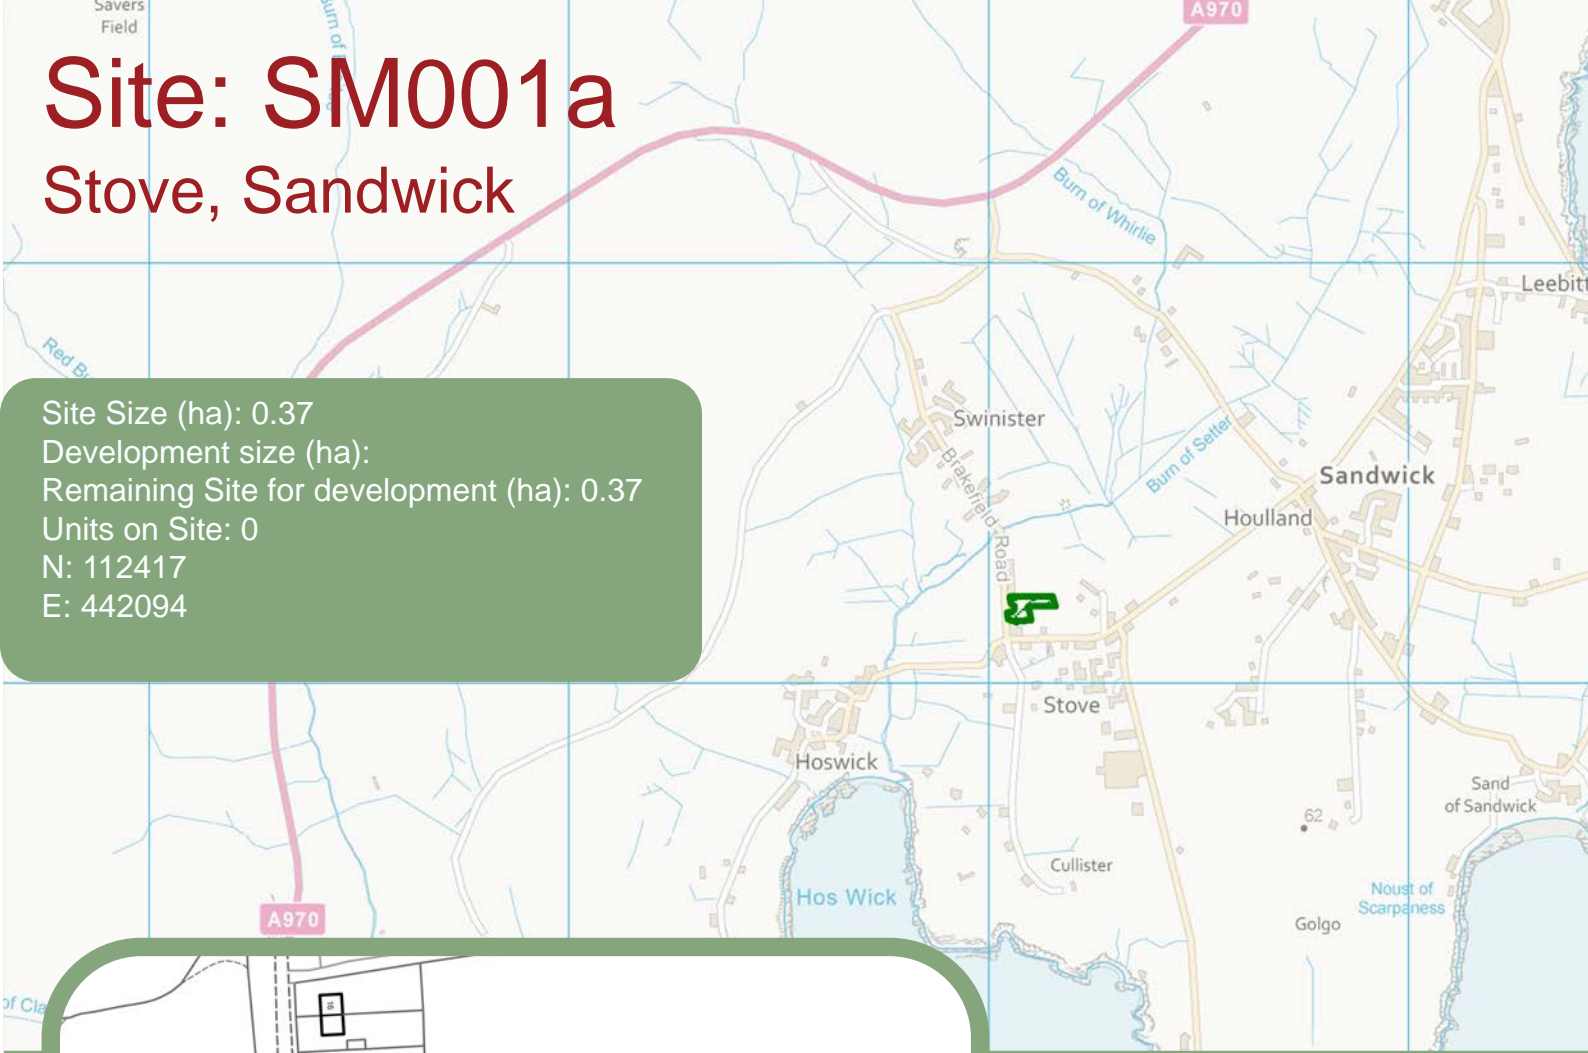 Savers
Field
A970
Site: SM001a
Stove, Sandwick
Burn of Whirlie
Leebitt
Site Size (ha): 0.37
Development size (ha):
Remaining Site for development (ha): 0.37
Units on Site: 0
N: 112417
E: 442094
Swinister
Burn of Setter
Brakefield Road
Sandwick
Houlland
Stove
Hoswick
Sand
of Sandwick
62
Cullister
Hos Wick
Noust of
Scarpaness
Golgo
A970
of Cla
16